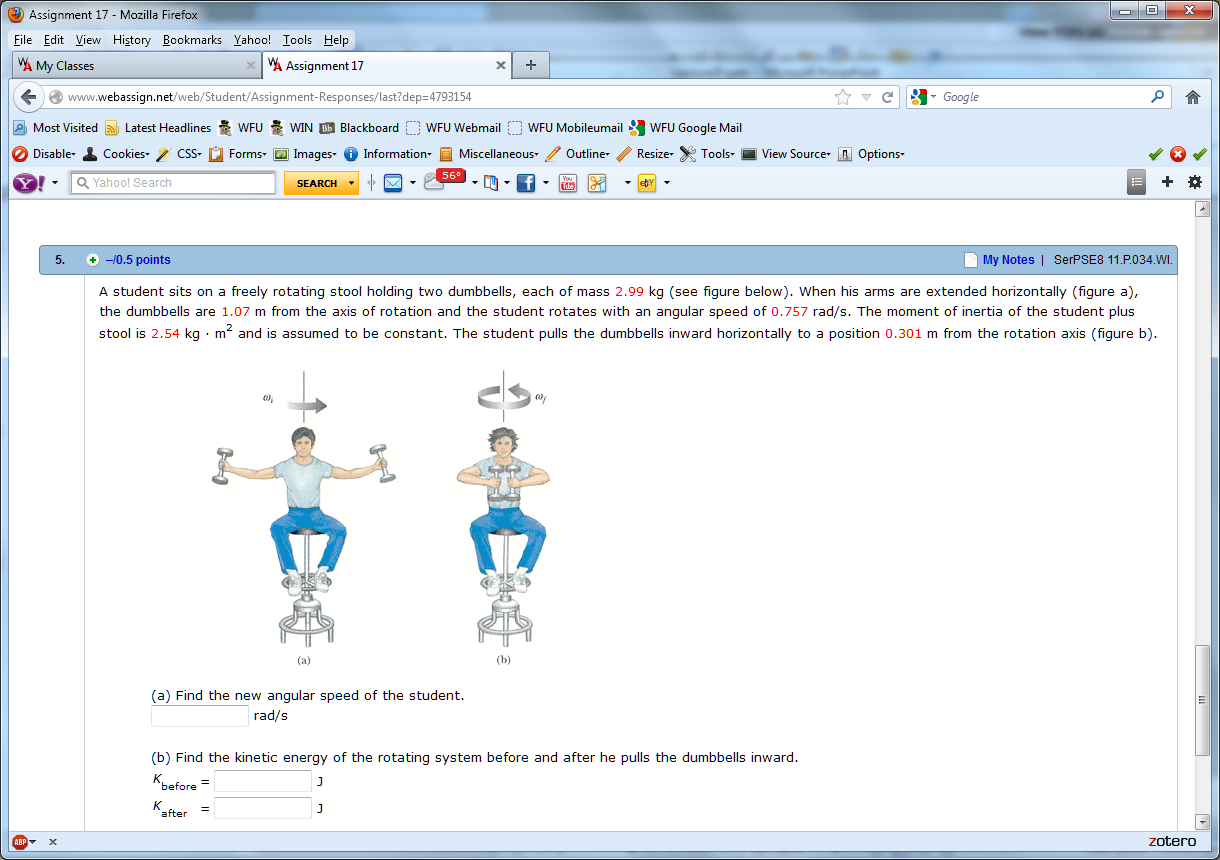 Assignment 17 - Mozilla Firefox
File Edit View History Bookmarks Yahoo! Tools Help
My Classes Assignment 17
www.webassign.net/web/Student/Assignment-Responses/last?dep=4793154 Google
Most Visited Latest Headlines WFU WIN Bb Blackboard WFU Webmail WFU Mobileumail WFU Google Mail
Disable Cookies CSS Forms Images Information Miscellaneous Outline Resize Tools View Source Options
Y! Yahoo! Search SEARCH 56° You Tube ebY
5. –/0.5 points My Notes | SerPSE8 11.P.034.WI.
A student sits on a freely rotating stool holding two dumbbells, each of mass 2.99 kg (see figure below). When his arms are extended horizontally (figure a),
the dumbbells are 1.07 m from the axis of rotation and the student rotates with an angular speed of 0.757 rad/s. The moment of inertia of the student plus
stool is 2.54 kg · m² and is assumed to be constant. The student pulls the dumbbells inward horizontally to a position 0.301 m from the rotation axis (figure b).
ωi ωf
(a) (b)
(a) Find the new angular speed of the student.
rad/s
(b) Find the kinetic energy of the rotating system before and after he pulls the dumbbells inward.
Kbefore = J
Kafter = J
ABP zotero